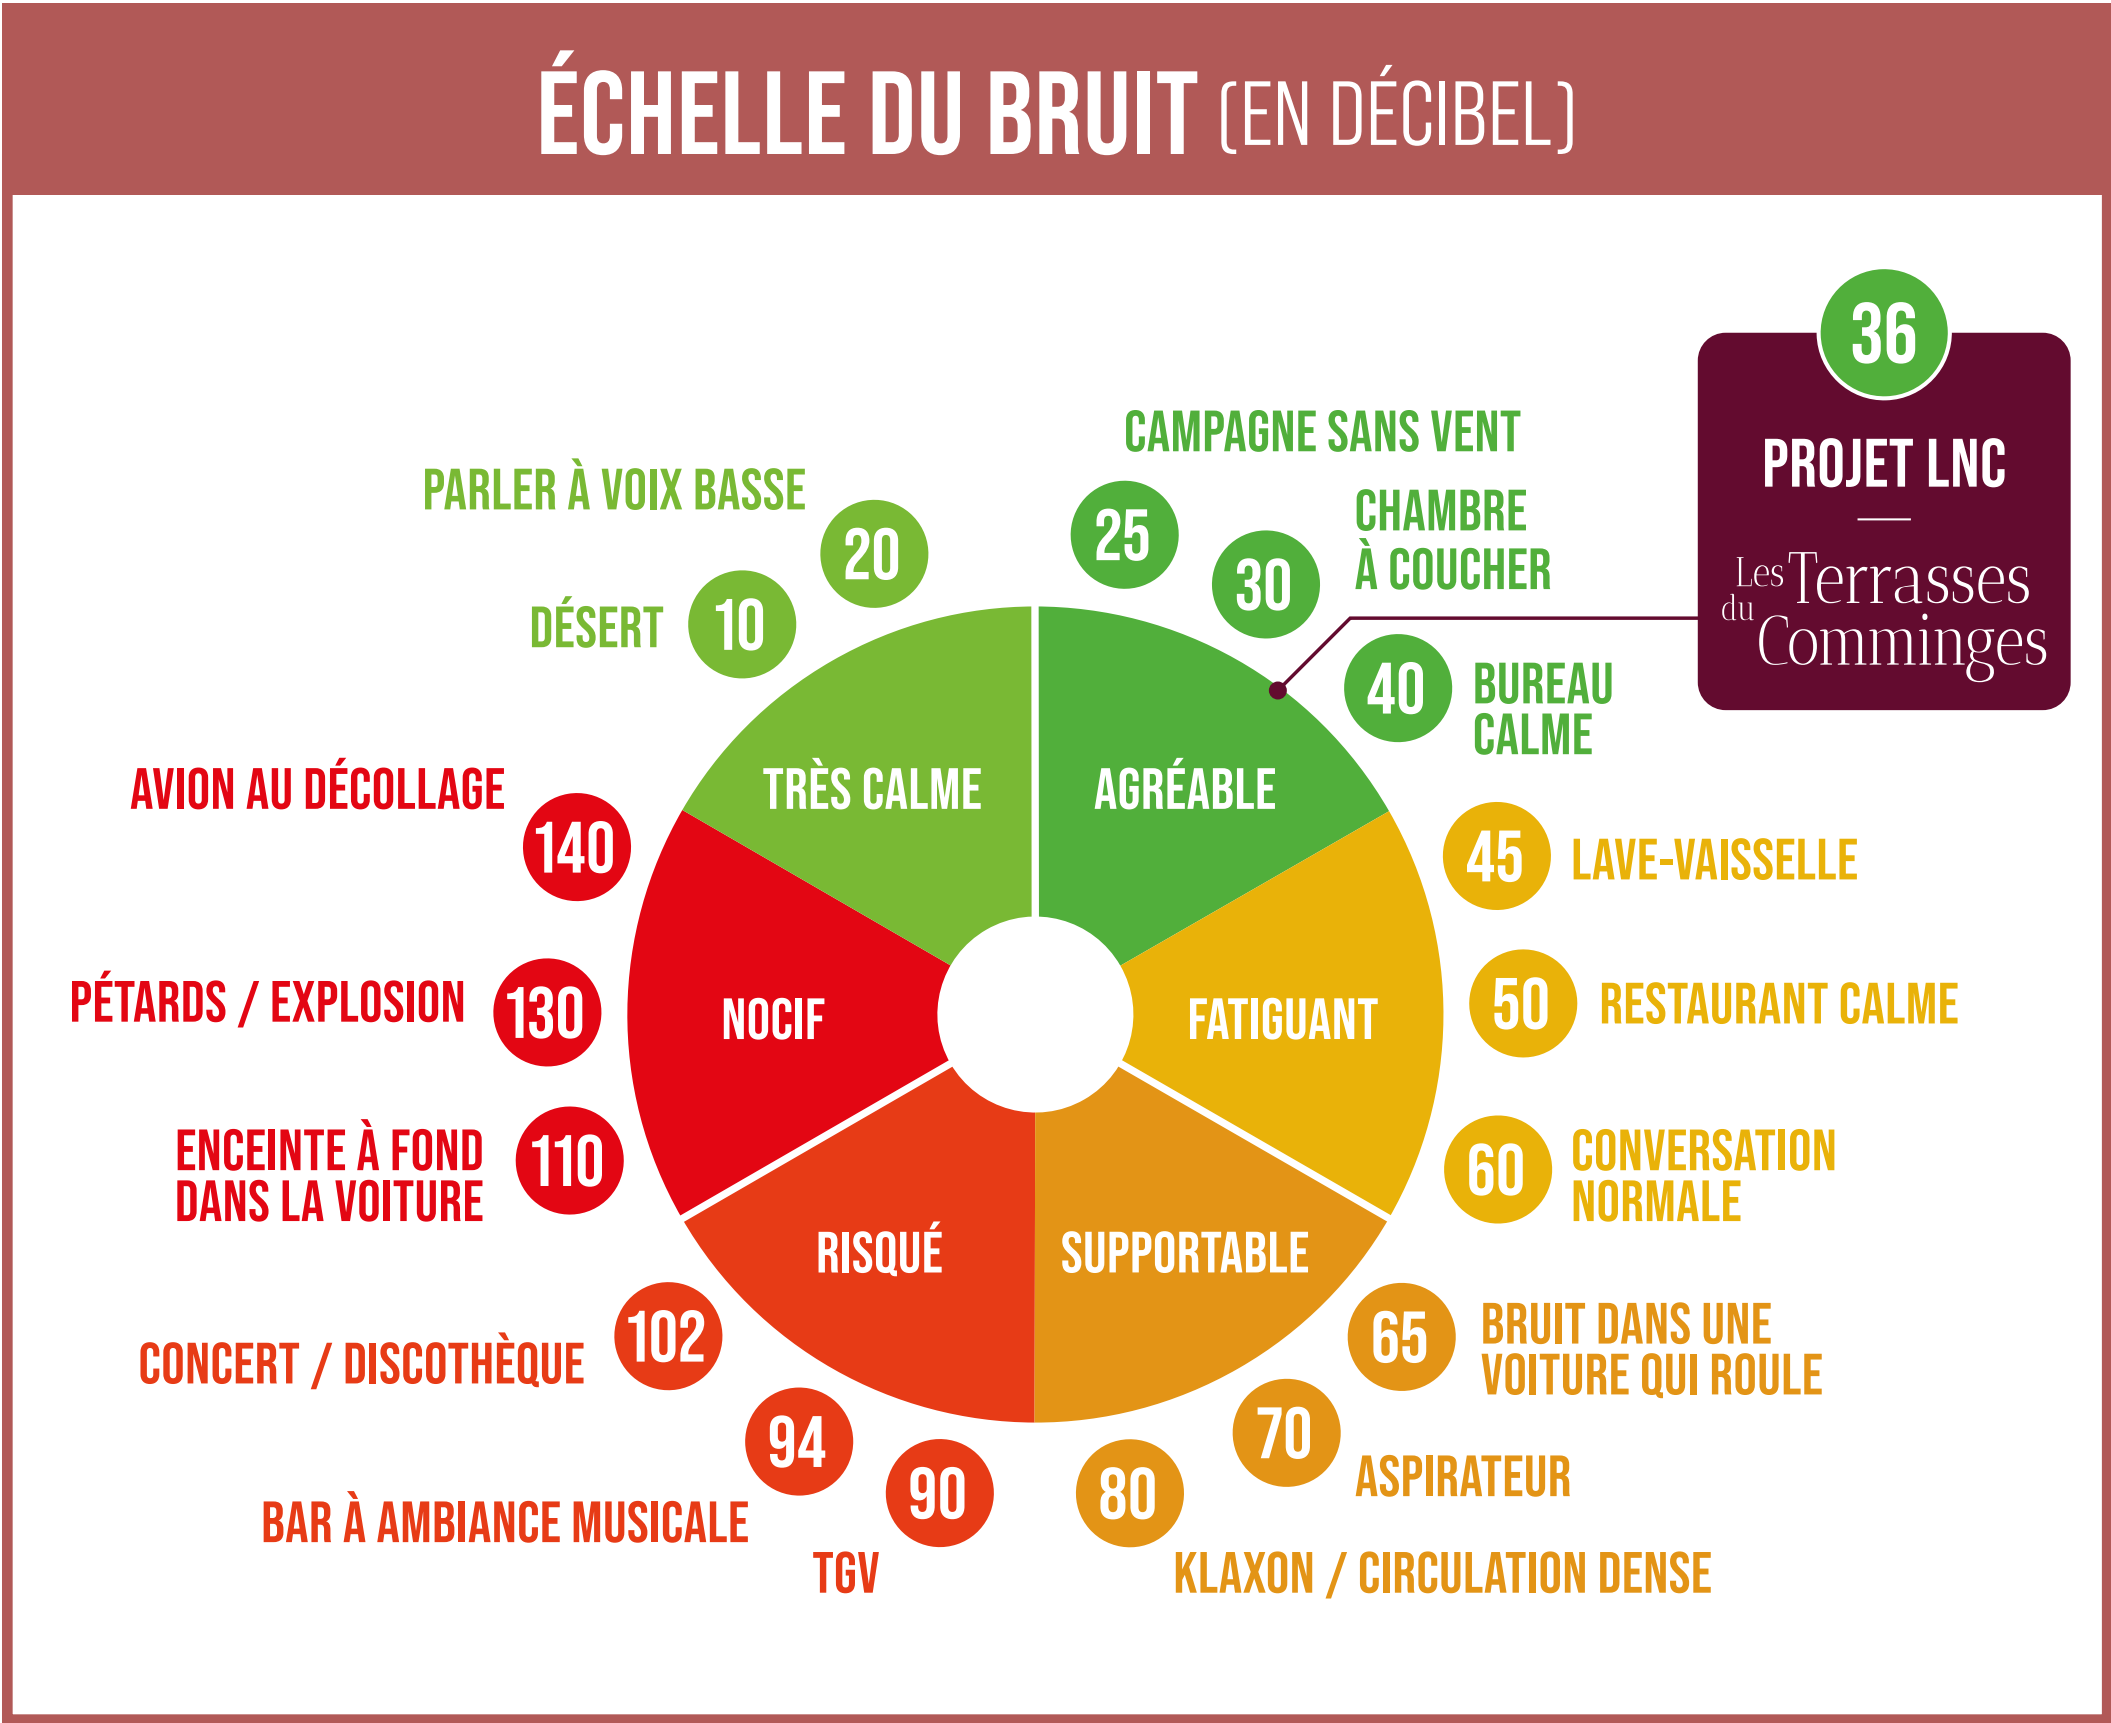 ÉCHELLE DU BRUIT (EN DÉCIBEL)
36
PROJET LNC
Les Terrasses
du Comminges
CAMPAGNE SANS VENT
25
CHAMBRE
À COUCHER
30
40
BUREAU
CALME
45
LAVE-VAISSELLE
50
RESTAURANT CALME
60
CONVERSATION
NORMALE
65
BRUIT DANS UNE
VOITURE QUI ROULE
70
ASPIRATEUR
80
KLAXON / CIRCULATION DENSE
90
TGV
94
BAR À AMBIANCE MUSICALE
102
CONCERT / DISCOTHÈQUE
110
ENCEINTE À FOND
DANS LA VOITURE
130
PÉTARDS / EXPLOSION
140
AVION AU DÉCOLLAGE
10
DÉSERT
20
PARLER À VOIX BASSE
TRÈS CALME
AGRÉABLE
FATIGUANT
SUPPORTABLE
RISQUÉ
NOCIF